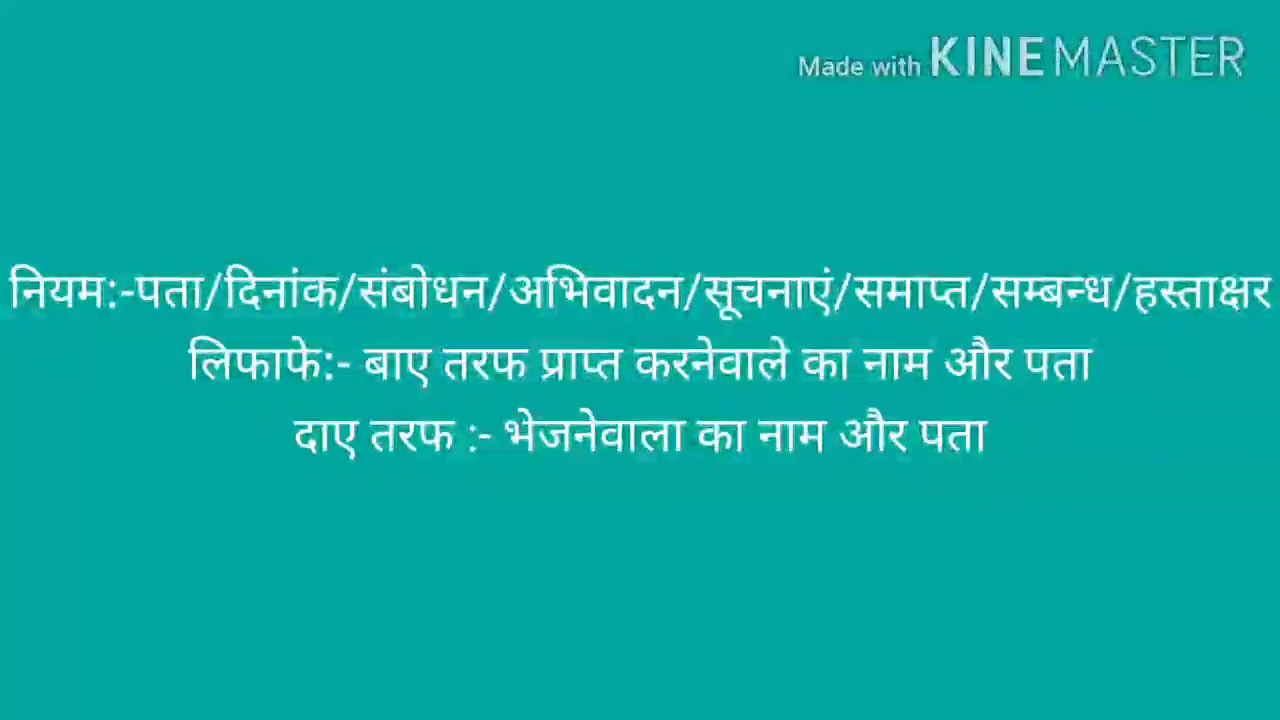 Made with KINEMASTER
नियम:-पता/दिनांक/संबोधन/अभिवादन/सूचनाएं/समाप्त/सम्बन्ध/हस्ताक्षर
लिफाफे:- बाए तरफ प्राप्त करनेवाले का नाम और पता
दाए तरफ :- भेजनेवाला का नाम और पता